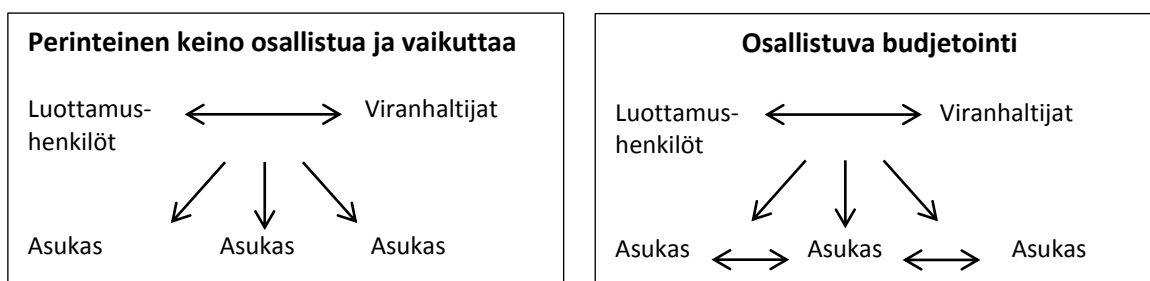 Perinteinen keino osallistua ja vaikuttaa
Luottamus-
henkilöt
Viranhaltijat
Asukas
Asukas
Asukas
Osallistuva budjetointi
Luottamus-
henkilöt
Viranhaltijat
Asukas
Asukas
Asukas